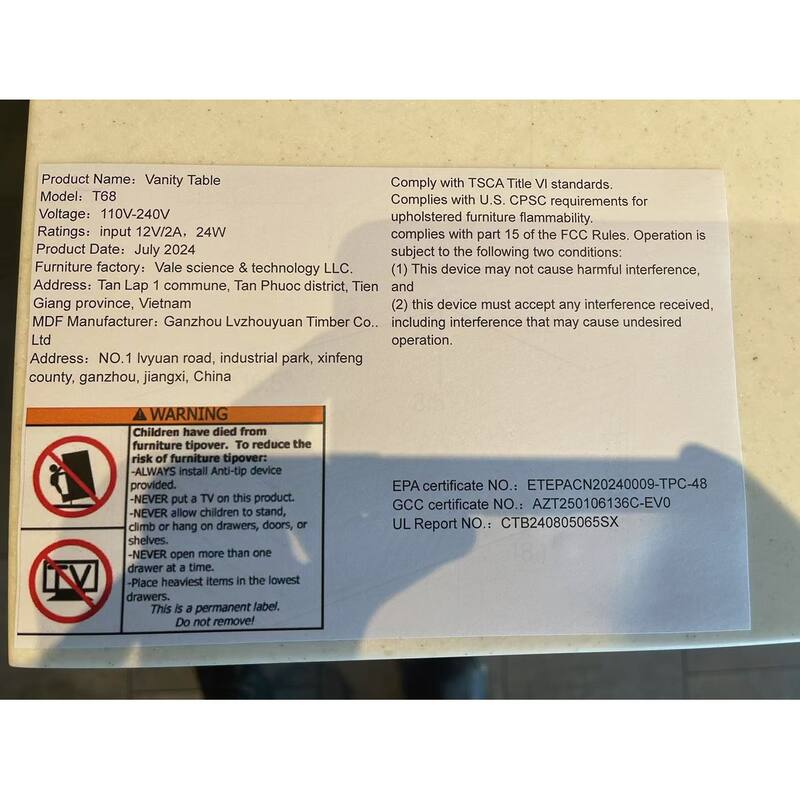 Product Name: Vanity Table
Model: T68
Voltage: 110V-240V
Ratings: input 12V/2A, 24W
Product Date: July 2024
Furniture factory: Vale science & technology LLC.
Address: Tan Lap 1 commune, Tan Phuoc district, Tien
Giang province, Vietnam
MDF Manufacturer: Ganzhou Lvzhouyuan Timber Co..
Ltd
Address: NO.1 lvyuan road, industrial park, xinfeng
county, ganzhou, jiangxi, China
WARNING
Children have died from
furniture tipover. To reduce the
risk of furniture tipover:
-ALWAYS install Anti-tip device
provided.
-NEVER put a TV on this product.
-NEVER allow children to stand,
climb or hang on drawers, doors, or
shelves.
-NEVER open more than one
drawer at a time.
-Place heaviest items in the lowest
drawers.
This is a permanent label.
Do not remove!
TV
Comply with TSCA Title VI standards.
Complies with U.S. CPSC requirements for
upholstered furniture flammability.
complies with part 15 of the FCC Rules. Operation is
subject to the following two conditions:
(1) This device may not cause harmful interference,
and
(2) this device must accept any interference received,
including interference that may cause undesired
operation.
EPA certificate NO.: ETEPACN20240009-TPC-48
GCC certificate NO.: AZT250106136C-EV0
UL Report NO.: CTB240805065SX